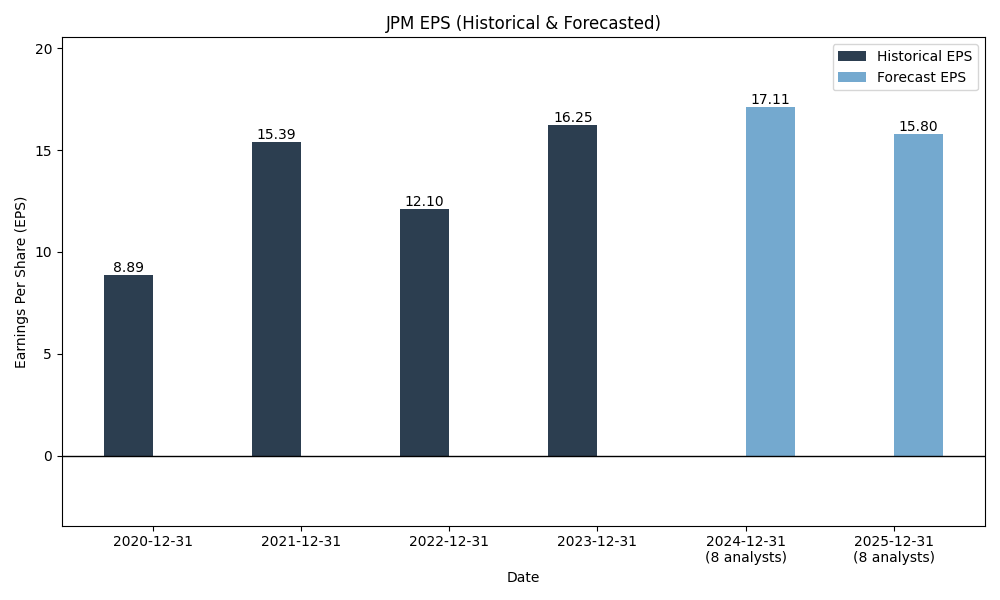 JPM EPS (Historical & Forecasted)
Historical EPS
Forecast EPS
Earnings Per Share (EPS)
20
15
10
5
0
8.89
15.39
12.10
16.25
17.11
15.80
2020-12-31
2021-12-31
2022-12-31
2023-12-31
2024-12-31
(8 analysts)
2025-12-31
(8 analysts)
Date